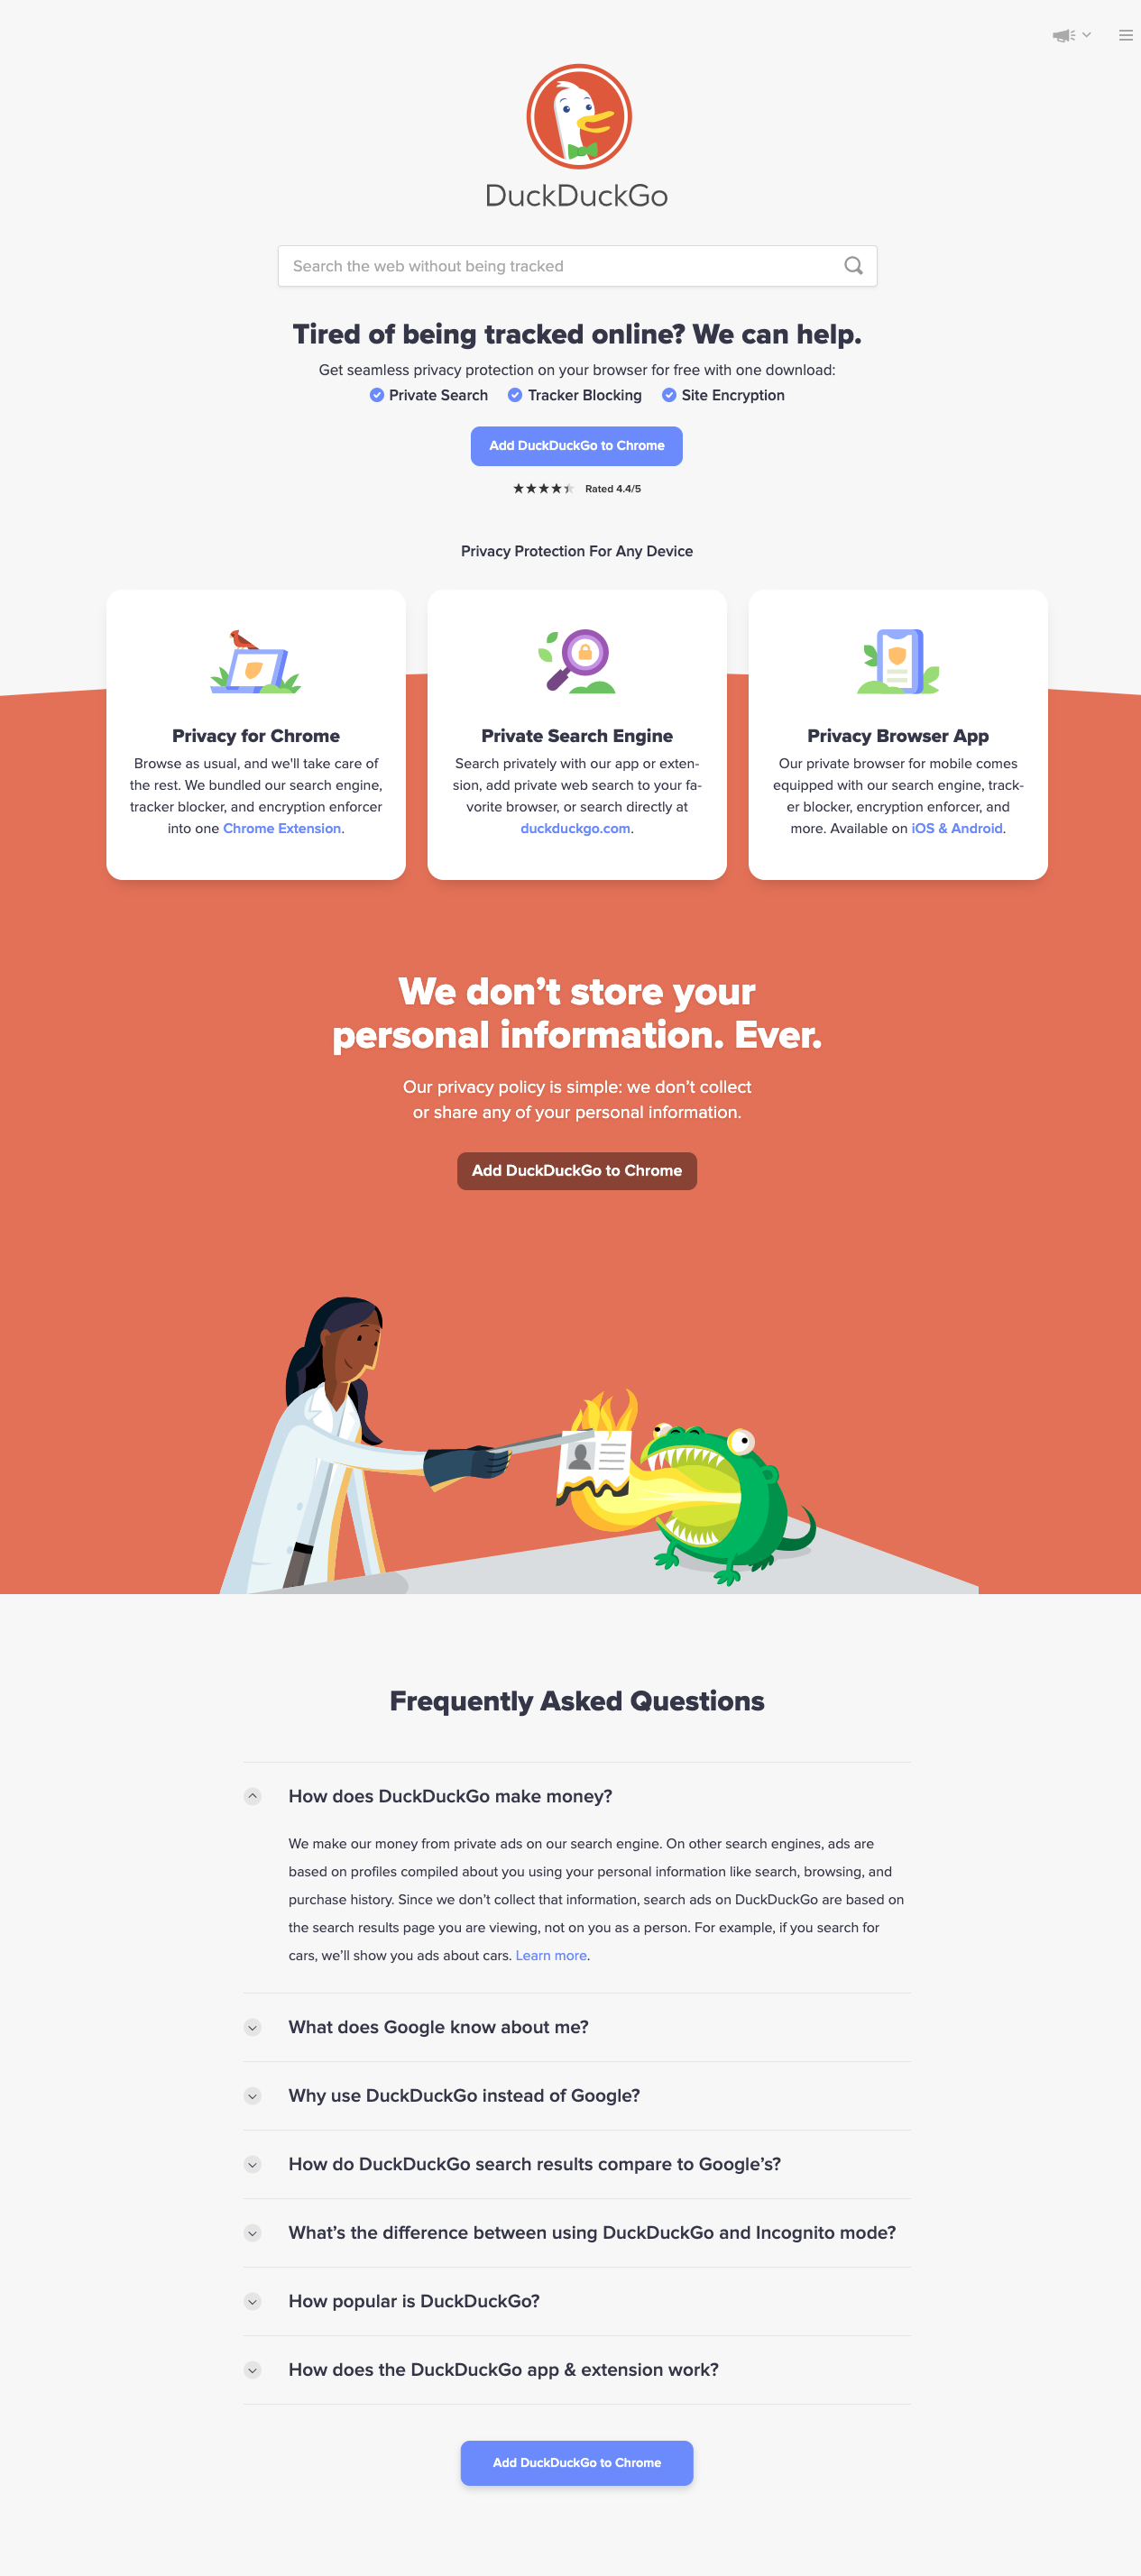 DuckDuckGo
Search the web without being tracked
Tired of being tracked online? We can help.
Get seamless privacy protection on your browser for free with one download:
Private Search Tracker Blocking Site Encryption
Add DuckDuckGo to Chrome
Rated 4.4/5
Privacy Protection For Any Device
Privacy for Chrome
Browse as usual, and we'll take care of
the rest. We bundled our search engine,
tracker blocker, and encryption enforcer
into one Chrome Extension.
Private Search Engine
Search privately with our app or exten-
sion, add private web search to your fa-
vorite browser, or search directly at
duckduckgo.com.
Privacy Browser App
Our private browser for mobile comes
equipped with our search engine, track-
er blocker, encryption enforcer, and
more. Available on iOS & Android.
We don’t store your
personal information. Ever.
Our privacy policy is simple: we don’t collect
or share any of your personal information.
Add DuckDuckGo to Chrome
Frequently Asked Questions
How does DuckDuckGo make money?
We make our money from private ads on our search engine. On other search engines, ads are
based on profiles compiled about you using your personal information like search, browsing, and
purchase history. Since we don’t collect that information, search ads on DuckDuckGo are based on
the search results page you are viewing, not on you as a person. For example, if you search for
cars, we’ll show you ads about cars. Learn more.
What does Google know about me?
Why use DuckDuckGo instead of Google?
How do DuckDuckGo search results compare to Google’s?
What’s the difference between using DuckDuckGo and Incognito mode?
How popular is DuckDuckGo?
How does the DuckDuckGo app & extension work?
Add DuckDuckGo to Chrome